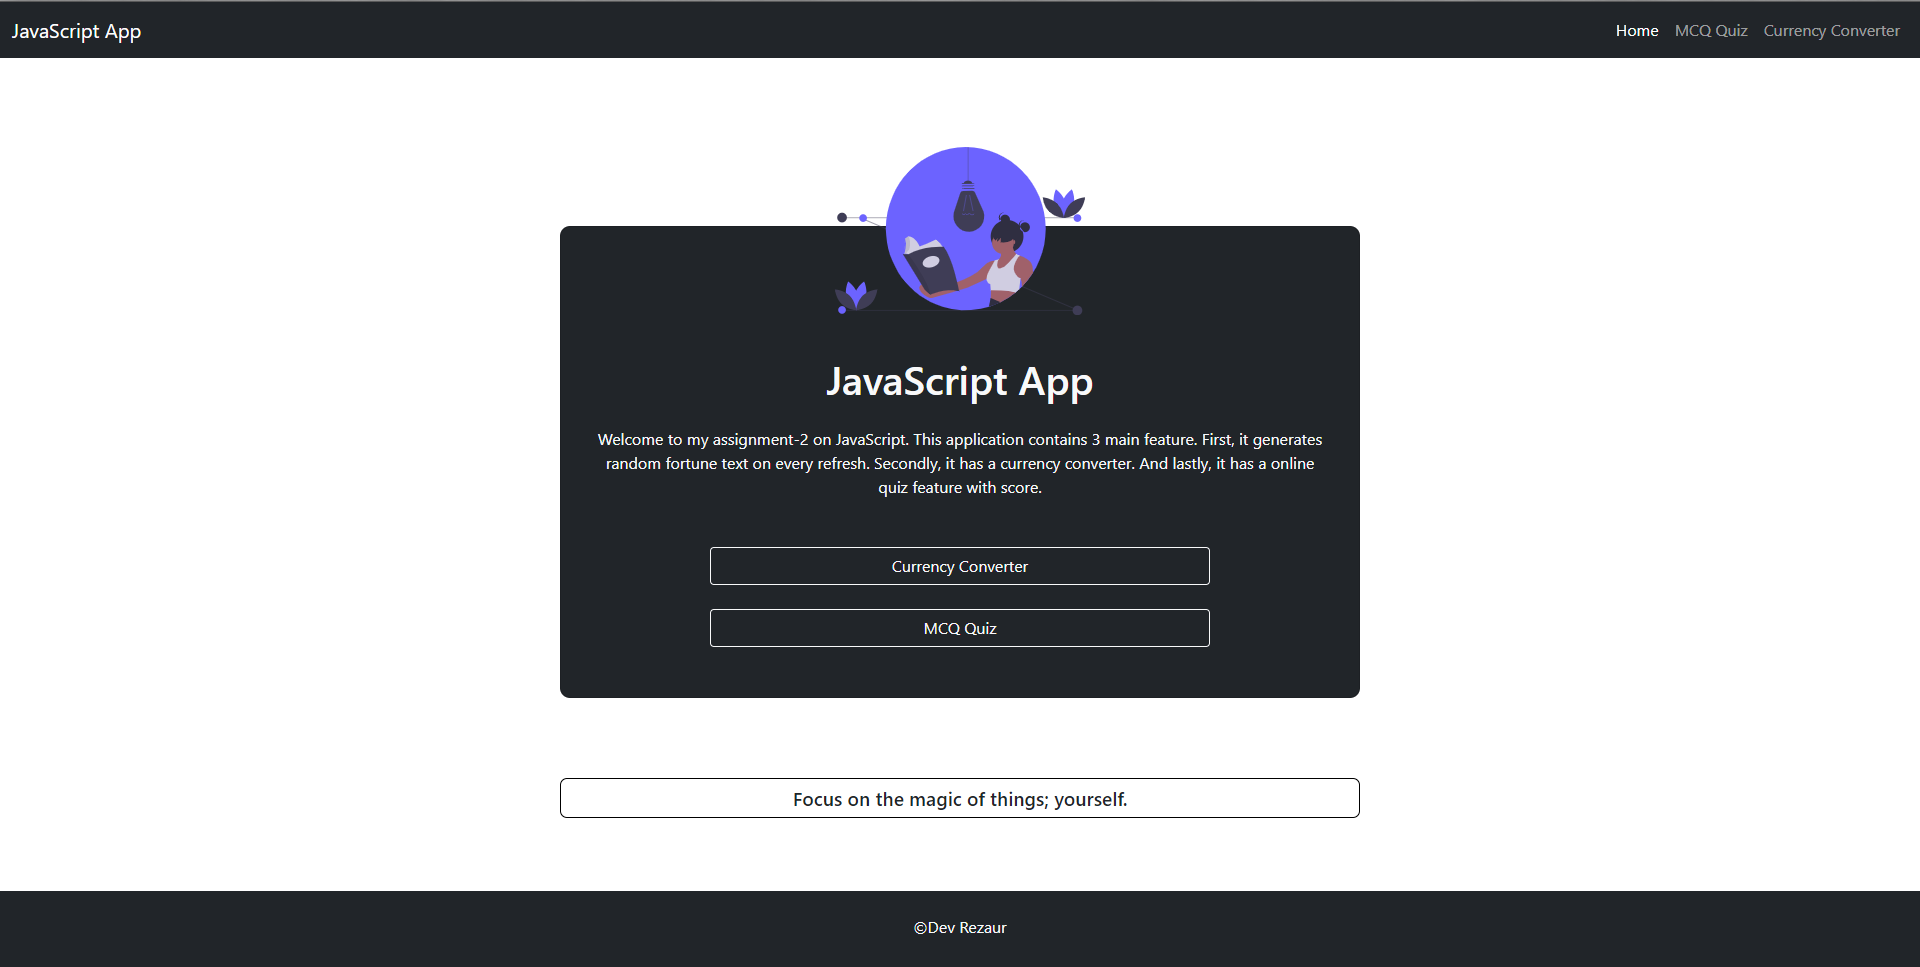 JavaScript App
Home MCQ Quiz Currency Converter
JavaScript App
Welcome to my assignment-2 on JavaScript. This application contains 3 main feature. First, it generates
random fortune text on every refresh. Secondly, it has a currency converter. And lastly, it has a online
quiz feature with score.
Currency Converter
MCQ Quiz
Focus on the magic of things; yourself.
©Dev Rezaur